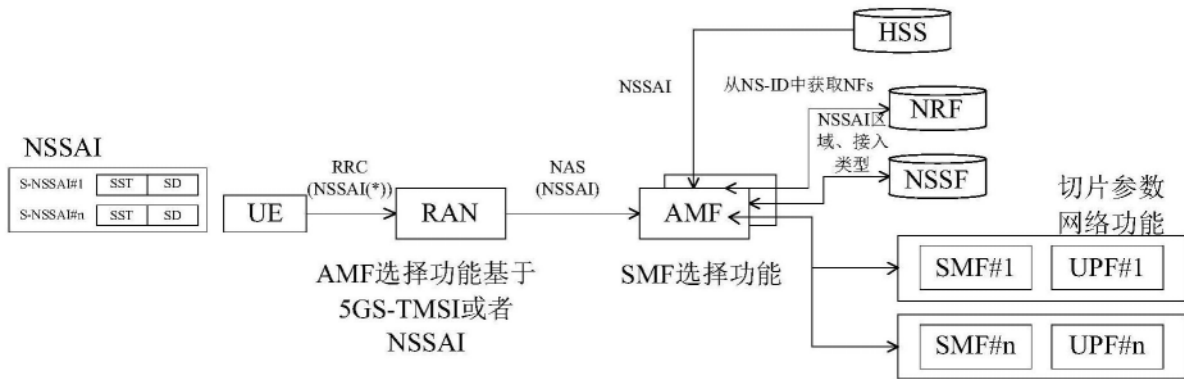 NSSAI
S-NSSAI#1 SST SD
S-NSSAI#n SST SD
UE
RRC
(NSSAI(*))
RAN
AMF选择功能基于
5GS-TMSI或者
NSSAI
NAS
(NSSAI)
AMF
SMF选择功能
NSSAI
HSS
从NS-ID中获取NFs
NRF
NSSAI区
域、接入
类型
NSSF
切片参数
网络功能
SMF#1 UPF#1
SMF#n UPF#n